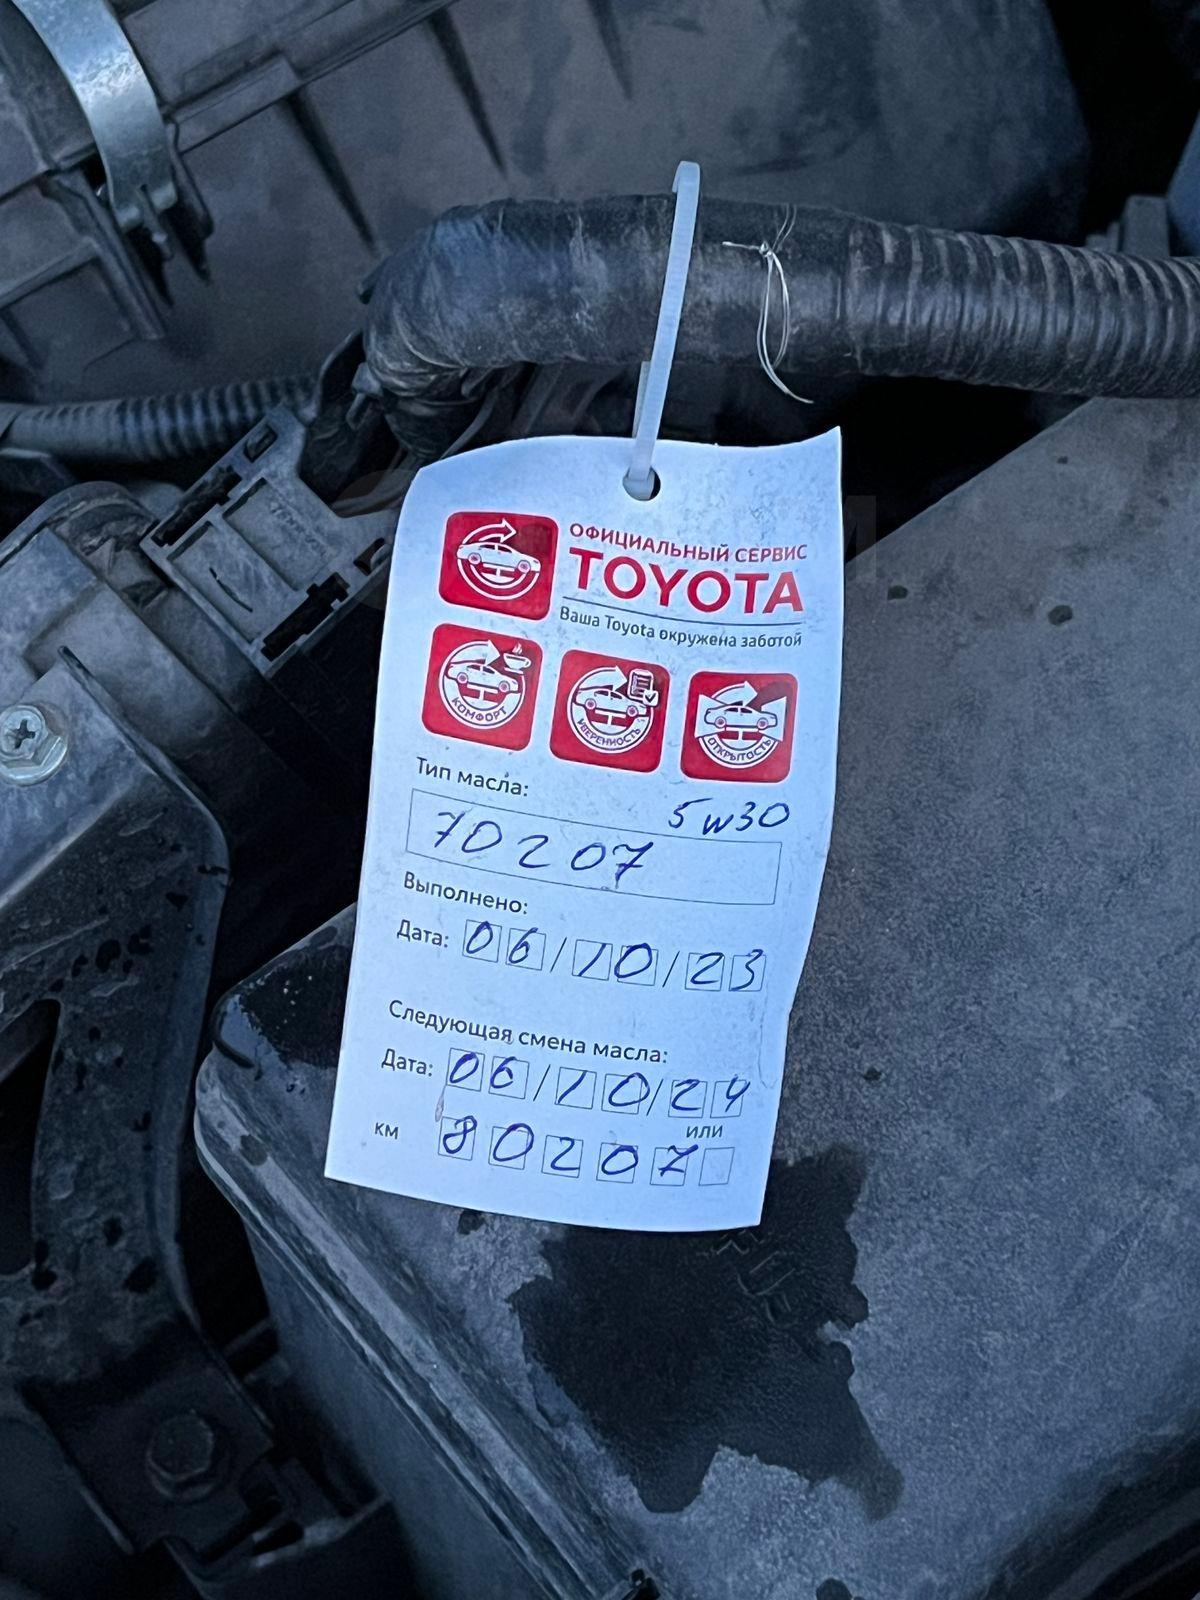 ОФИЦИАЛЬНЫЙ СЕРВИС
TOYOTA
Ваша Toyota окружена заботой
КОМФОРТ
УВЕРЕННОСТЬ
ОТКРЫТОСТЬ
Тип масла:
5w30
70207
Выполнено:
Дата: 06/10/23
Следующая смена масла:
Дата: 06/10/24
или
км 80207